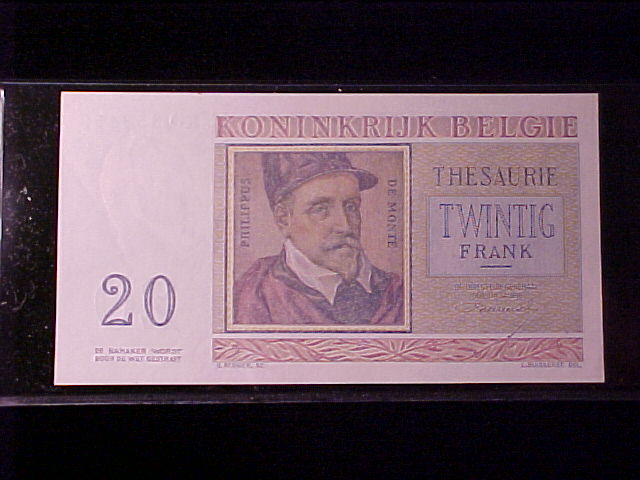 KONINKRIJK BELGIE
PHILIPPUS
DE MONTE
THESAURIE
TWINTIG
FRANK
20
DE NAMAKER WORDT
DOOR DE WET GESTRAFT